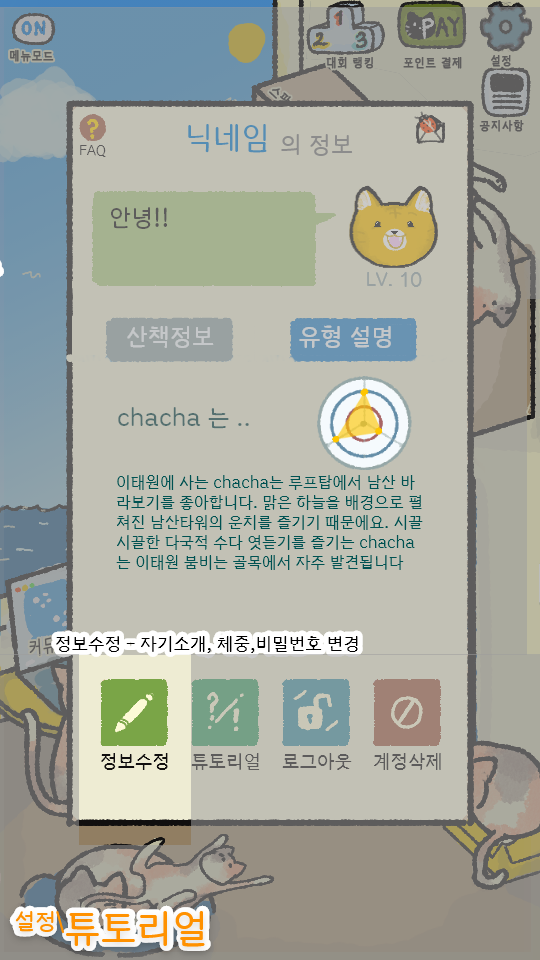 ON
메뉴모드
1 2 3
대회 랭킹
PAY
포인트 결제
설정
공지사항
?
FAQ
닉네임 의 정보
안녕!!
LV. 10
산책정보
유형 설명
chacha 는 ..
이태원에 사는 chacha는 루프탑에서 남산 바
라보기를 좋아합니다. 맑은 하늘을 배경으로 펼
쳐진 남산타워의 운치를 즐기기 때문에요. 시끌
시끌한 다국적 수다 엿듣기를 즐기는 chacha
는 이태원 붐비는 골목에서 자주 발견됩니다
정보수정 - 자기소개, 체중,비밀번호 변경
?/!
정보수정
튜토리얼
로그아웃
계정삭제
설정\튜토리얼